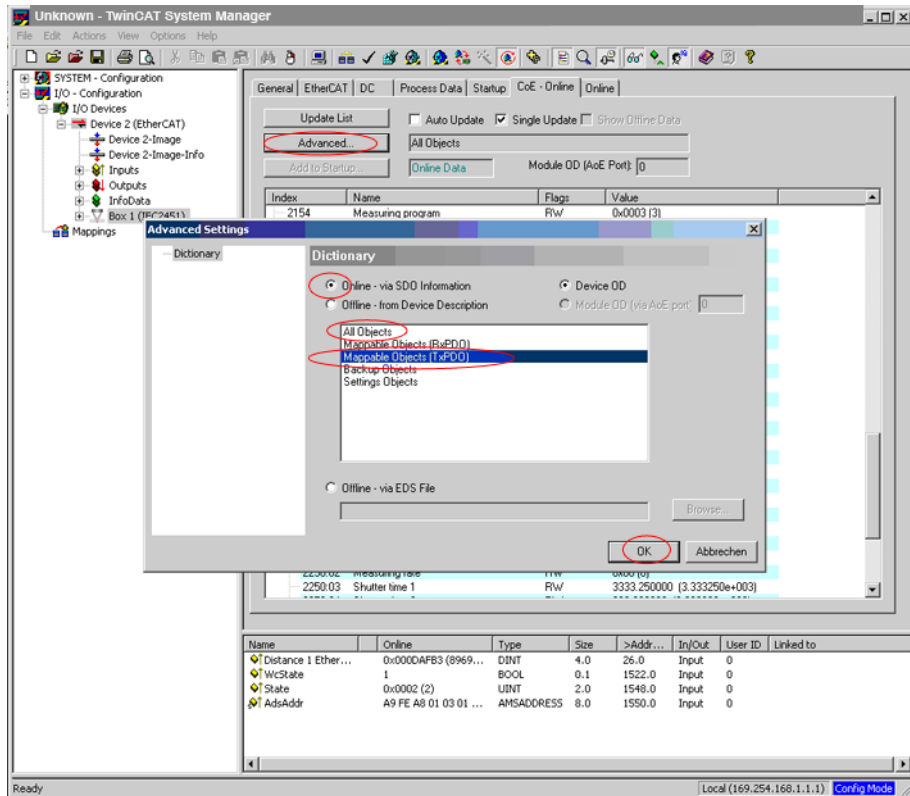 Unknown - TwinCAT System Manager
File Edit Actions View Options Help
SYSTEM - Configuration
I/O - Configuration
I/O Devices
Device 2 (EtherCAT)
Device 2-Image
Device 2-Image-Info
Inputs
Outputs
InfoData
Box 1 (IFC2451)
Mappings
General EtherCAT DC Process Data Startup CoE - Online Online
Update List Auto Update Single Update Show Offline Data
Advanced... All Objects
Add to Startup... Online Data Module OD (AoE Port): 0
Index Name Flags Value
2154 Measuring program RW 0x0003 (3)
Advanced Settings
Dictionary
Dictionary
Online - via SDO Information Device OD
Offline - from Device Description Module OD (via AoE port) 0
All Objects
Mappable Objects (RxPDO)
Mappable Objects (TxPDO)
Backup Objects
Settings Objects
Offline - via EDS File
Browse...
OK Abbrechen
2250:02 Measuring rate RW 0x00 (0)
2250:03 Shutter time 1 RW 3333.250000 (3.333250e+003)
Name Online Type Size >Addr... In/Out User ID Linked to
Distance 1 Ether... 0x000DAFB3 (8969... DINT 4.0 26.0 Input 0
WcState 1 BOOL 0.1 1522.0 Input 0
State 0x0002 (2) UINT 2.0 1548.0 Input 0
AdsAddr A9 FE A8 01 03 01 ... AMSADDRESS 8.0 1550.0 Input 0
Ready Local (169.254.168.1.1.1) Config Mode